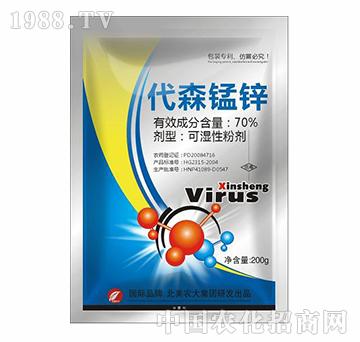 1988.TV
包装专利，仿冒必究！
代森锰锌
有效成分含量：70%
剂型：可湿性粉剂
农药登记证：PD20084716
产品标准号：HG2315-2004
生产批准号：HNP41089-D0547
Xinsheng
Virus
净含量:200g
国际品牌 北美农大集团研发出品
中国农化招商网